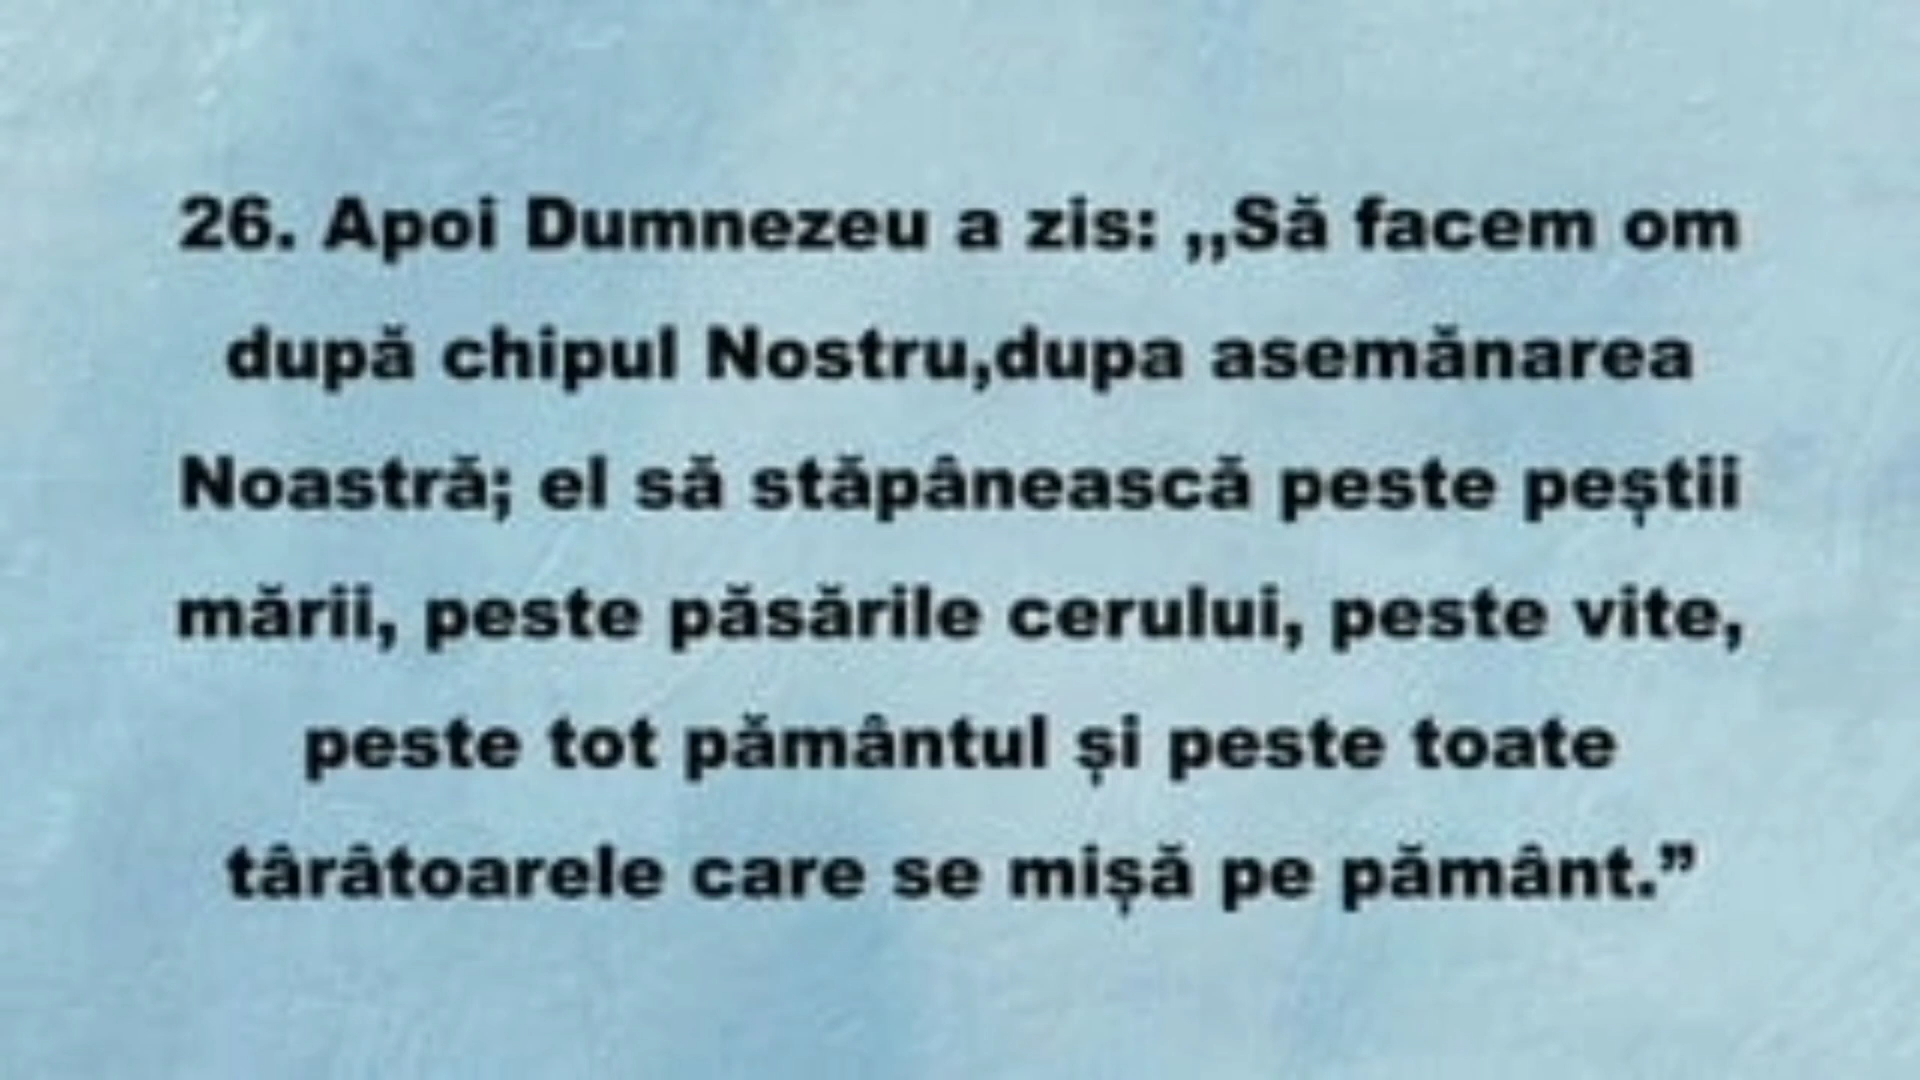 26. Apoi Dumnezeu a zis: ,,Să facem om
după chipul Nostru,dupa asemănarea
Noastră; el să stăpânească peste peștii
mării, peste păsările cerului, peste vite,
peste tot pământul și peste toate
târâtoarele care se mișă pe pământ.”